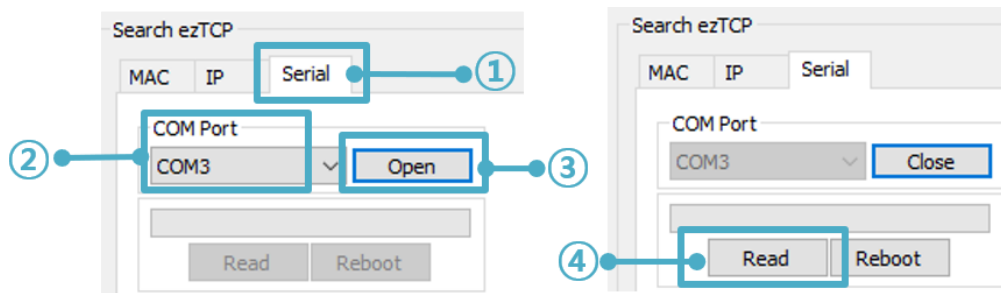 Search ezTCP
MAC IP Serial ①
COM Port
② COM3 Open ③
Read Reboot
Search ezTCP
MAC IP Serial
COM Port
COM3 Close
④ Read Reboot